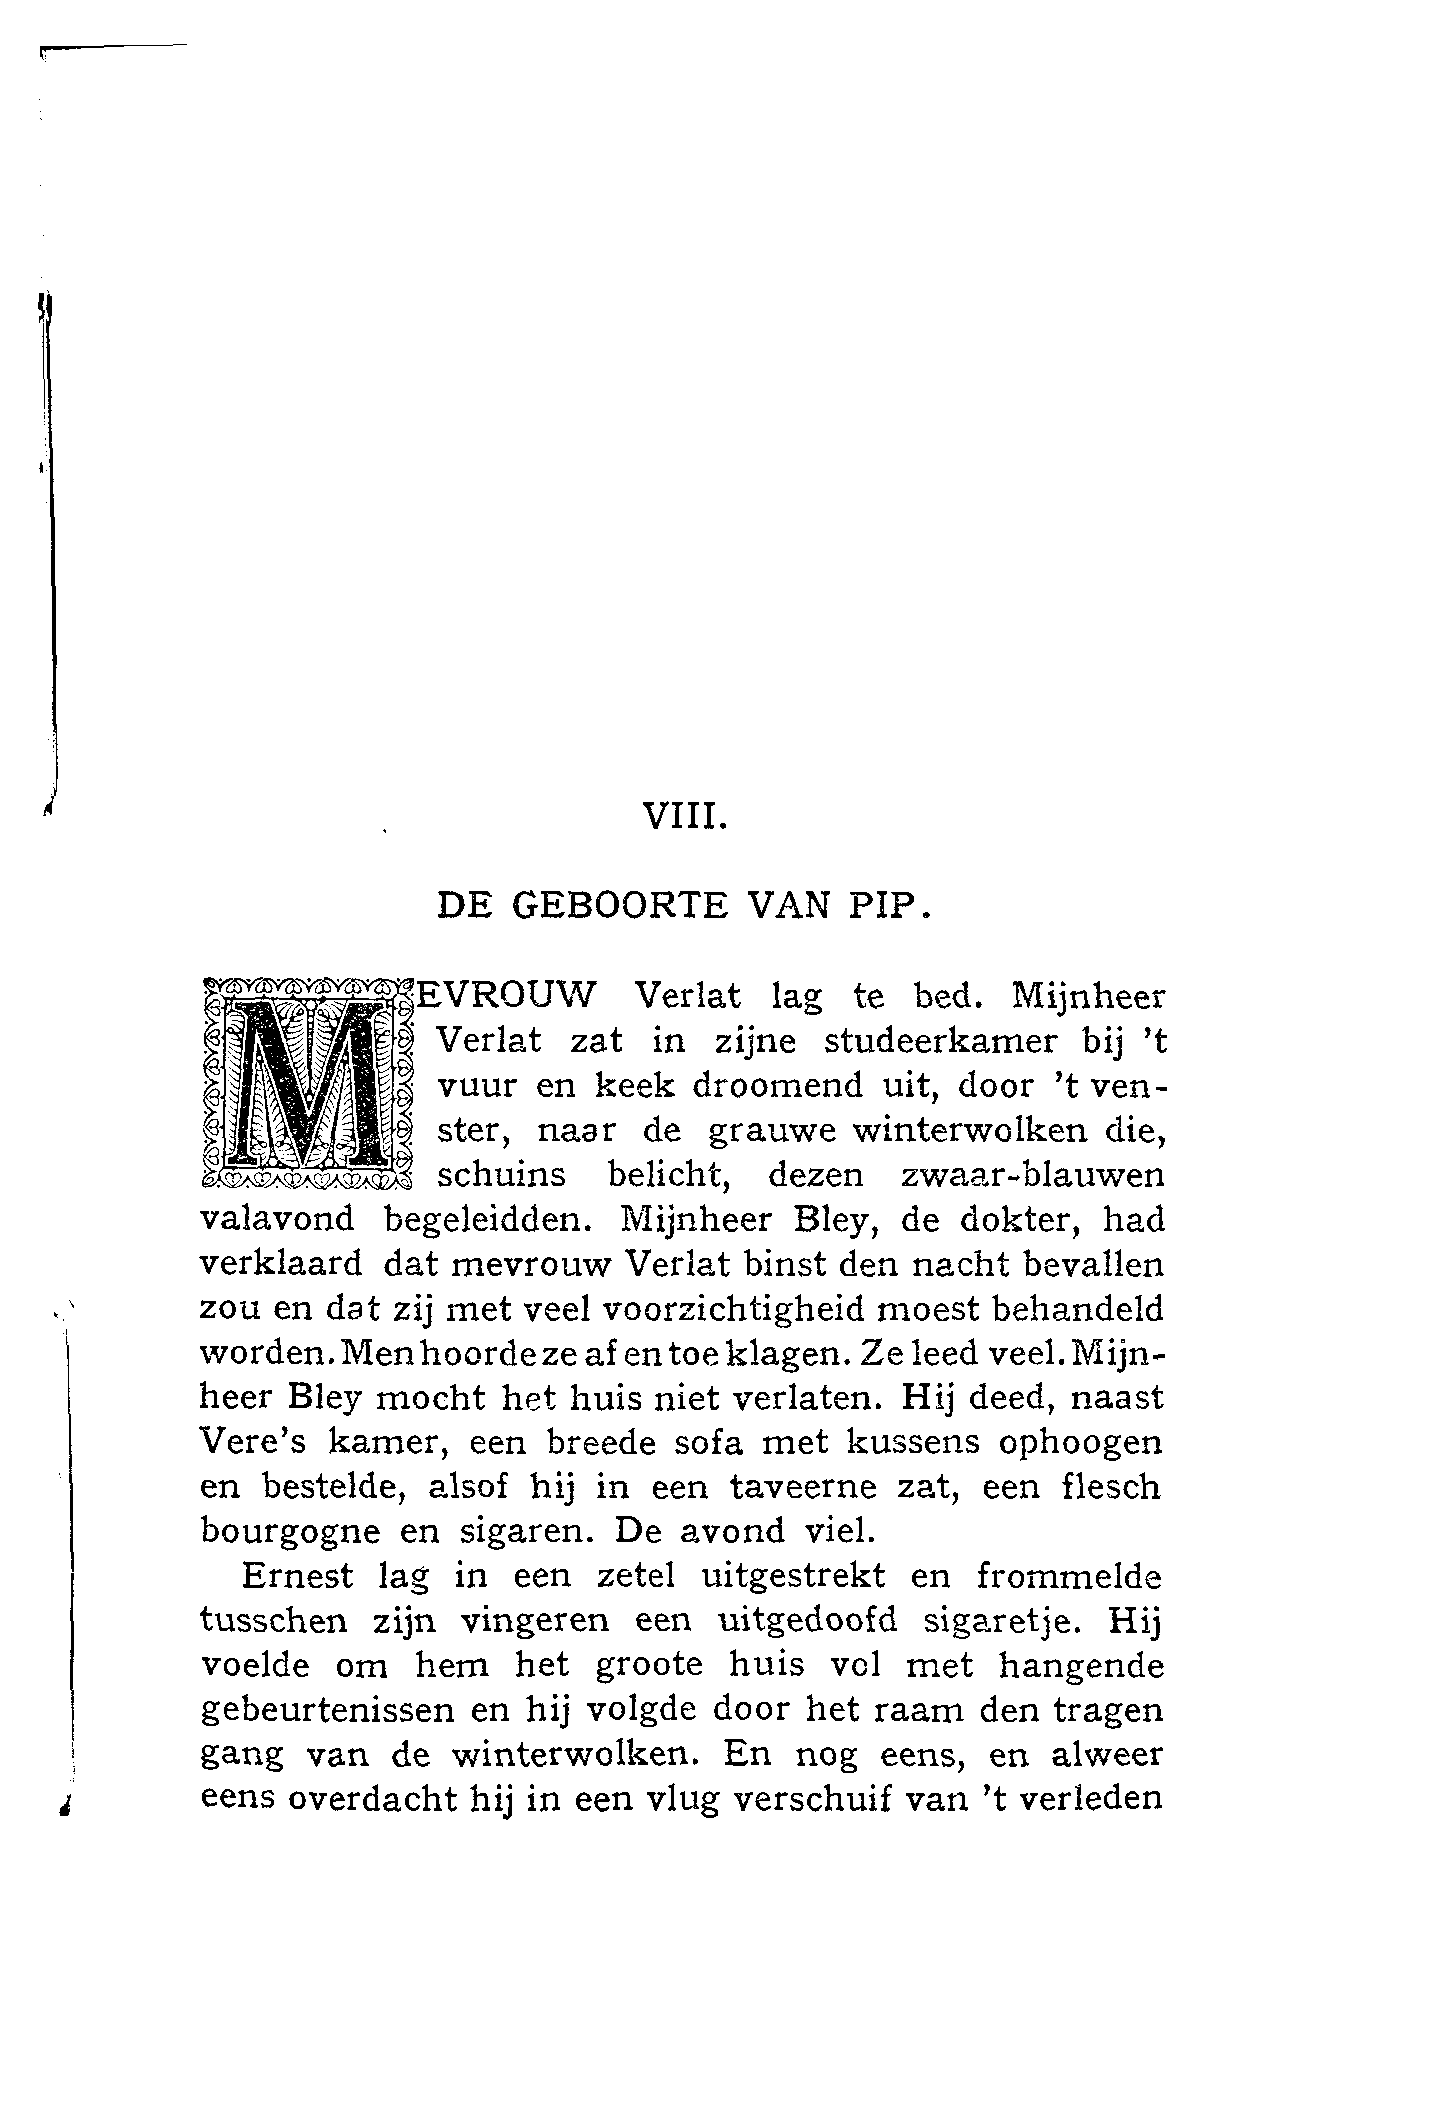 VIII.
DE GEBOORTE VAN PIP.
MEVROUW Verlat lag te bed. Mijnheer
Verlat zat in zijne studeerkamer bij 't
vuur en keek droomend uit, door 't ven-
ster, naar de grauwe winterwolken die,
schuins belicht, dezen zwaar-blauwen
valavond begeleidden. Mijnheer Bley, de dokter, had
verklaard dat mevrouw Verlat binst den nacht bevallen
zou en dat zij met veel voorzichtigheid moest behandeld
worden. Men hoorde ze af en toe klagen. Ze leed veel. Mijn-
heer Bley mocht het huis niet verlaten. Hij deed, naast
Vere's kamer, een breede sofa met kussens ophoogen
en bestelde, alsof hij in een taveerne zat, een flesch
bourgogne en sigaren. De avond viel.
Ernest lag in een zetel uitgestrekt en frommelde
tusschen zijn vingeren een uitgedoofd sigaretje. Hij
voelde om hem het groote huis vol met hangende
gebeurtenissen en hij volgde door het raam den tragen
gang van de winterwolken. En nog eens, en alweer
eens overdacht hij in een vlug verschuif van 't verleden